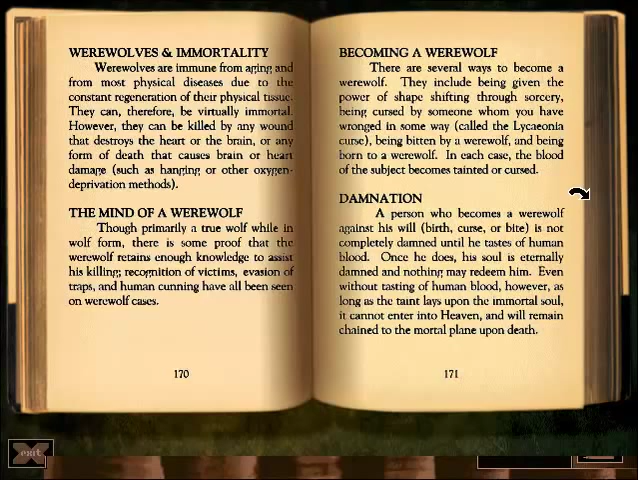 WEREWOLVES & IMMORTALITY
Werewolves are immune from aging and
from most physical diseases due to the
constant regeneration of their physical tissue.
They can, therefore, be virtually immortal.
However, they can be killed by any wound
that destroys the heart or the brain, or any
form of death that causes brain or heart
damage (such as hanging or other oxygen-
deprivation methods).
THE MIND OF A WEREWOLF
Though primarily a true wolf while in
wolf form, there is some proof that the
werewolf retains enough knowledge to assist
his killing; recognition of victims, evasion of
traps, and human cunning have all been seen
on werewolf cases.
170
BECOMING A WEREWOLF
There are several ways to become a
werewolf. They include being given the
power of shape shifting through sorcery,
being cursed by someone whom you have
wronged in some way (called the Lycaeonia
curse), being bitten by a werewolf, and being
born to a werewolf. In each case, the blood
of the subject becomes tainted or cursed.
DAMNATION
A person who becomes a werewolf
against his will (birth, curse, or bite) is not
completely damned until he tastes of human
blood. Once he does, his soul is eternally
damned and nothing may redeem him. Even
without tasting of human blood, however, as
long as the taint lays upon the immortal soul,
it cannot enter into Heaven, and will remain
chained to the mortal plane upon death.
171
exit